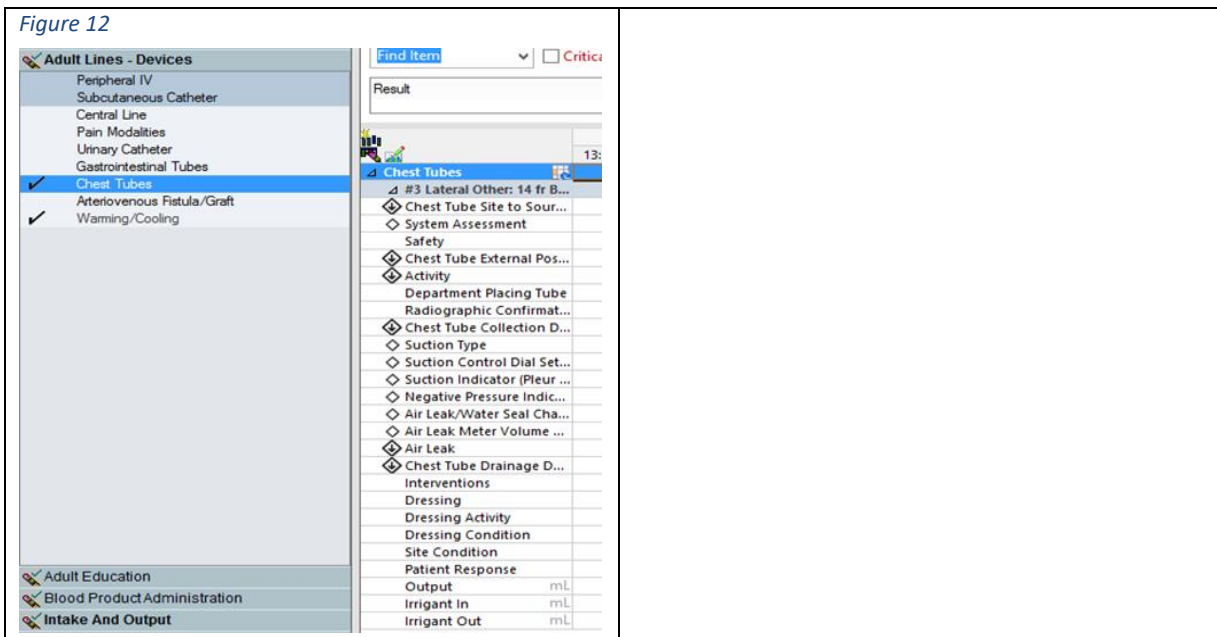 Figure 12
Adult Lines - Devices
Peripheral IV
Subcutaneous Catheter
Central Line
Pain Modalities
Urinary Catheter
Gastrointestinal Tubes
Chest Tubes
Arteriovenous Fistula/Graft
Warming/Cooling
Adult Education
Blood Product Administration
Intake And Output
Find Item Critica
Result
13:
Chest Tubes
#3 Lateral Other: 14 fr B...
Chest Tube Site to Sour...
System Assessment
Safety
Chest Tube External Pos...
Activity
Department Placing Tube
Radiographic Confirmat...
Chest Tube Collection D...
Suction Type
Suction Control Dial Set...
Suction Indicator (Pleur ...
Negative Pressure Indic...
Air Leak/Water Seal Cha...
Air Leak Meter Volume ...
Air Leak
Chest Tube Drainage D...
Interventions
Dressing
Dressing Activity
Dressing Condition
Site Condition
Patient Response
Output mL
Irrigant In mL
Irrigant Out mL